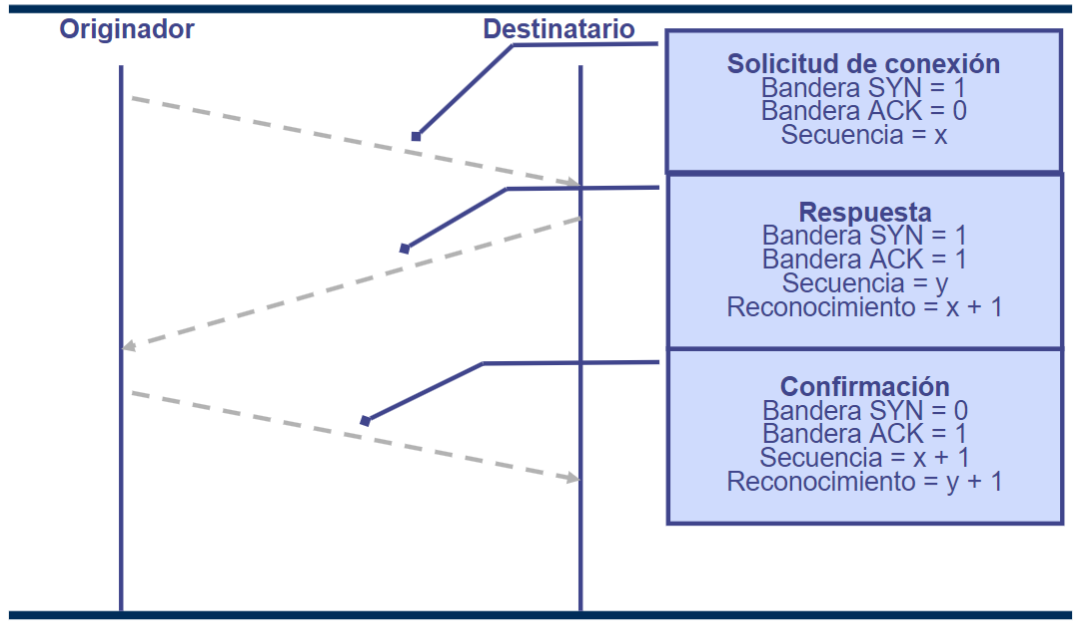 Originador
Destinatario
Solicitud de conexión
Bandera SYN = 1
Bandera ACK = 0
Secuencia = x
Respuesta
Bandera SYN = 1
Bandera ACK = 1
Secuencia = y
Reconocimiento = x + 1
Confirmación
Bandera SYN = 0
Bandera ACK = 1
Secuencia = x + 1
Reconocimiento = y + 1